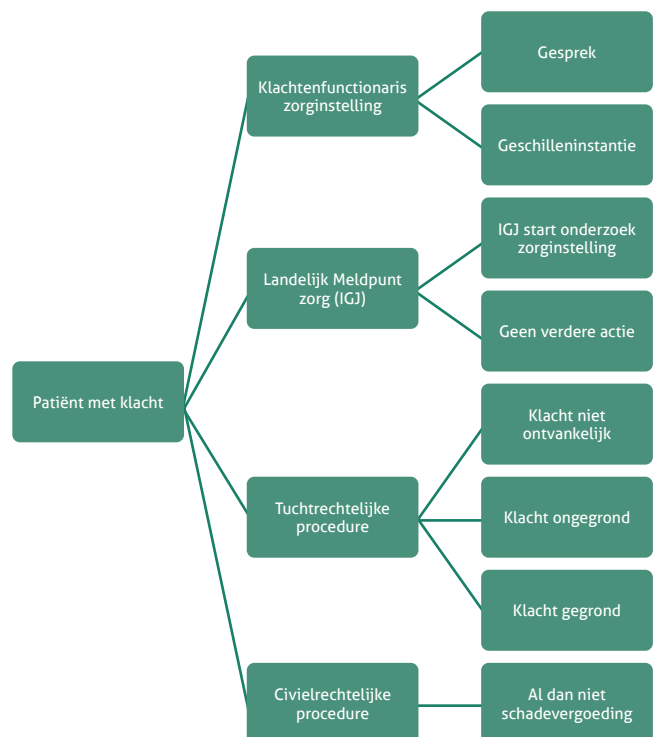 Patiënt met klacht
Klachtenfunctionaris
zorginstelling
Gesprek
Geschilleninstantie
Landelijk Meldpunt
zorg (IGJ)
IGJ start onderzoek
zorginstelling
Geen verdere actie
Tuchtrechtelijke
procedure
Klacht niet
ontvankelijk
Klacht ongegrond
Klacht gegrond
Civielrechtelijke
procedure
Al dan niet
schadevergoeding